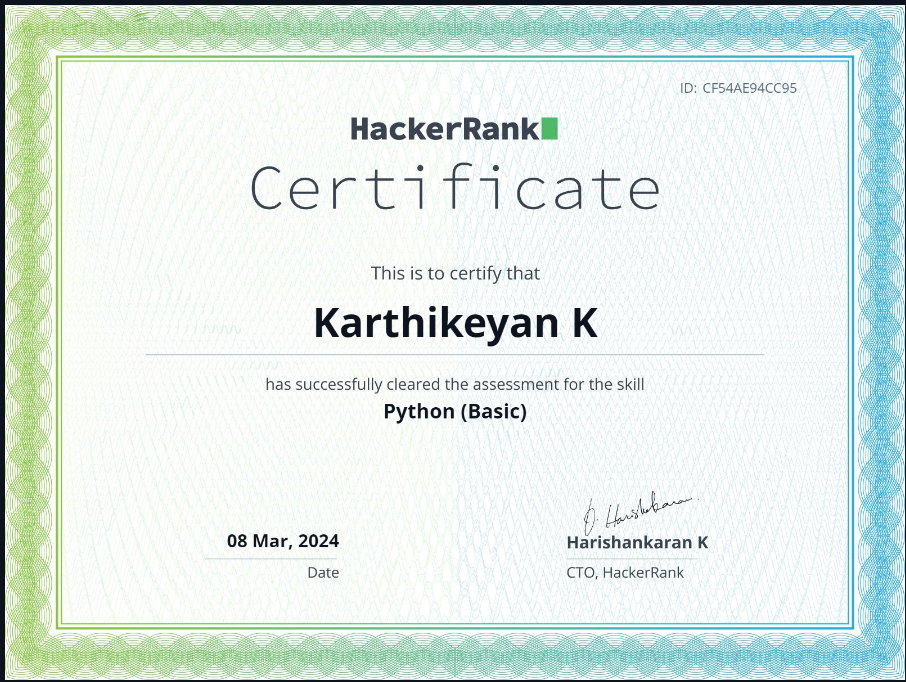 ID: CF54AE94CC95
HackerRank
Certificate
This is to certify that
Karthikeyan K
has successfully cleared the assessment for the skill
Python (Basic)
08 Mar, 2024
Date
Harishankaran K
CTO, HackerRank